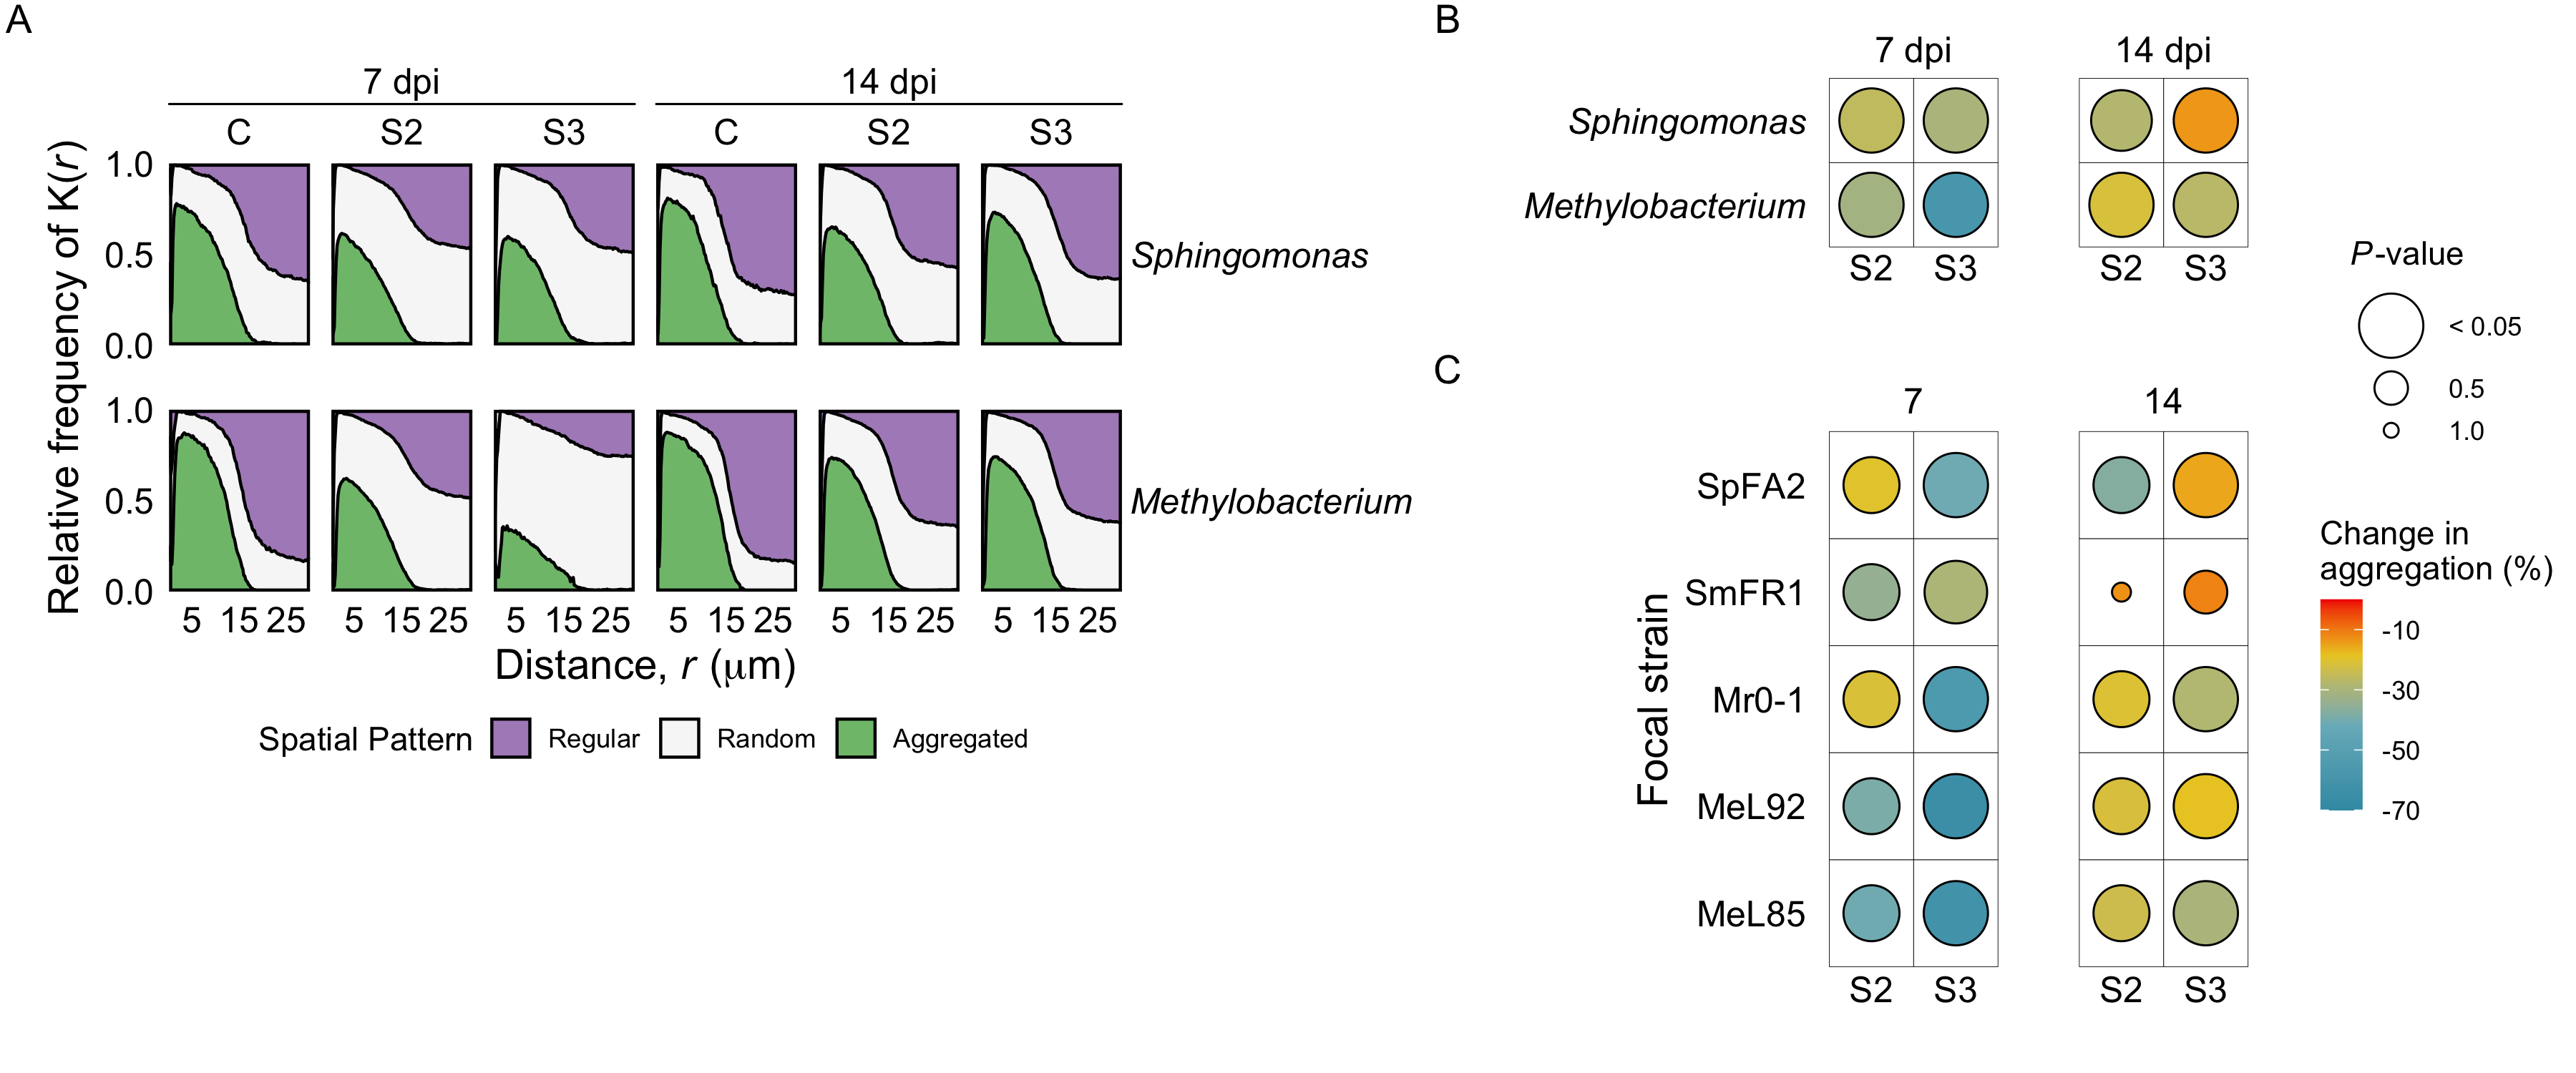 A
7 dpi 14 dpi
C S2 S3 C S2 S3
Relative frequency of K(r)
1.0
0.5
0.0
Sphingomonas
1.0
0.5
0.0
Methylobacterium
5 15 25 5 15 25 5 15 25 5 15 25 5 15 25 5 15 25
Distance, r (μm)
Spatial Pattern Regular Random Aggregated
B
7 dpi 14 dpi
Sphingomonas
Methylobacterium
S2 S3 S2 S3
C
7 14
Focal strain
SpFA2
SmFR1
Mr0-1
MeL92
MeL85
S2 S3 S2 S3
P-value
< 0.05
0.5
1.0
Change in
aggregation (%)
-10
-30
-50
-70